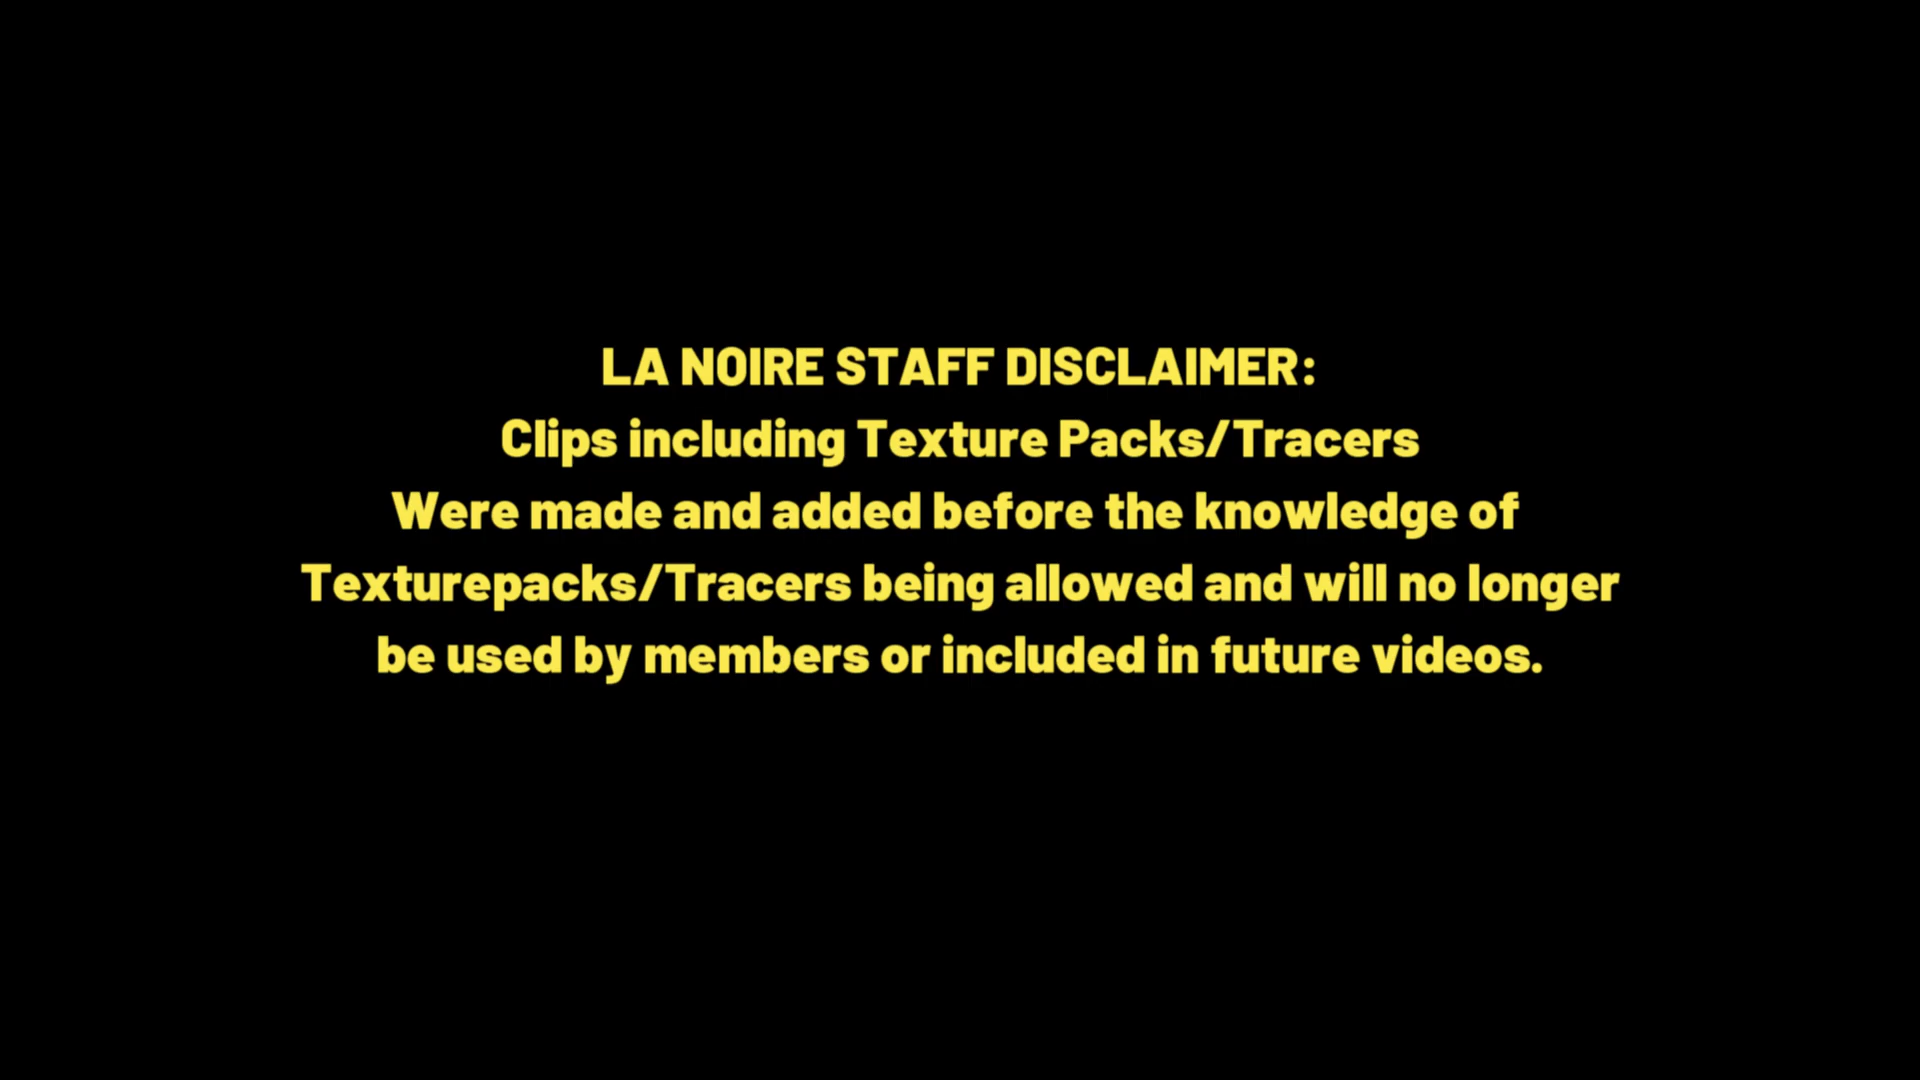 LA NOIRE STAFF DISCLAIMER:
Clips including Texture Packs/Tracers
Were made and added before the knowledge of
Texturepacks/Tracers being allowed and will no longer
be used by members or included in future videos.